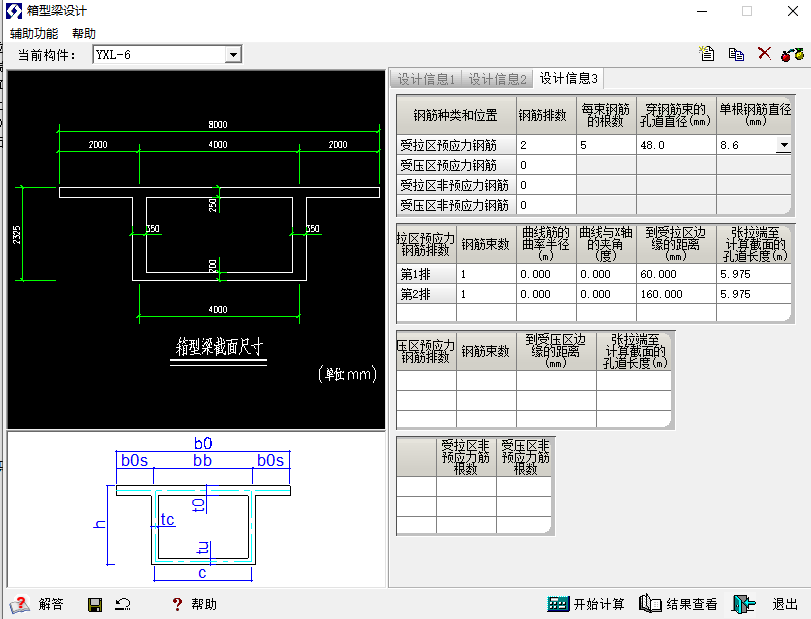 箱型梁设计
辅助功能 帮助
当前构件： YXL-6
设计信息1 设计信息2 设计信息3
8000
2000 4000 2000
250
2325
350 350
200
4000
箱型梁截面尺寸
(单位mm)
钢筋种类和位置 钢筋排数 每束钢筋的根数 穿钢筋束的孔道直径(mm) 单根钢筋直径(mm)
受拉区预应力钢筋 2 5 48.0 8.6
受压区预应力钢筋 0
受拉区非预应力钢筋 0
受压区非预应力钢筋 0
拉区预应力钢筋排数 钢筋束数 曲线筋的曲率半径(m) 曲线与X轴的夹角(度) 到受拉区边缘的距离(mm) 张拉端至计算截面的孔道长度(m)
第1排 1 0.000 0.000 60.000 5.975
第2排 1 0.000 0.000 160.000 5.975
压区预应力钢筋排数 钢筋束数 到受压区边缘的距离(mm) 张拉端至计算截面的孔道长度(m)
受拉区非预应力筋根数 受压区非预应力筋根数
b0
b0s bb b0s
t0
h
tc
tu
c
解答 帮助 开始计算 结果查看 退出